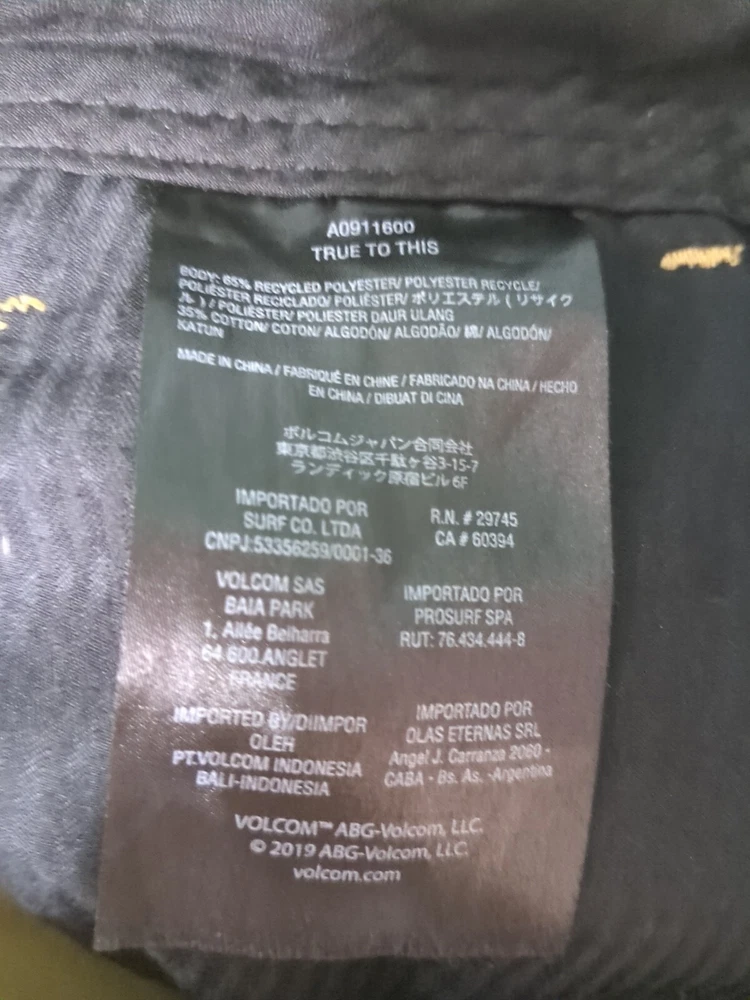 A0911600
TRUE TO THIS
BODY: 65% RECYCLED POLYESTER/ POLYESTER RECYCLE/
POLIÉSTER RECICLADO/ POLIÉSTER/ ポリエステル ( リサイク
ル ) / POLIÉSTER/ POLIESTER DAUR ULANG
35% COTTON/ COTON/ ALGODÓN/ ALGODÃO/ 綿/ ALGODÓN/
KATUN
MADE IN CHINA / FABRIQUÉ EN CHINE / FABRICADO NA CHINA / HECHO
EN CHINA / DIBUAT DI CINA
ボルコムジャパン合同会社
東京都渋谷区千駄ヶ谷3-15-7
ランディック原宿ビル 6F
IMPORTADO POR
SURF CO. LTDA
CNPJ:53356259/0001-36
R.N. # 29745
CA # 60394
VOLCOM SAS
BAIA PARK
1. Allée Belharra
64.600.ANGLET
FRANCE
IMPORTADO POR
PROSURF SPA
RUT: 76.434.444-8
IMPORTED BY/DIIMPOR
OLEH
PT.VOLCOM INDONESIA
BALI-INDONESIA
IMPORTADO POR
OLAS ETERNAS SRL
Angel J. Carranza 2060 -
CABA - Bs. As. -Argentina
VOLCOM™ ABG-Volcom, LLC.
© 2019 ABG-Volcom, LLC.
volcom.com